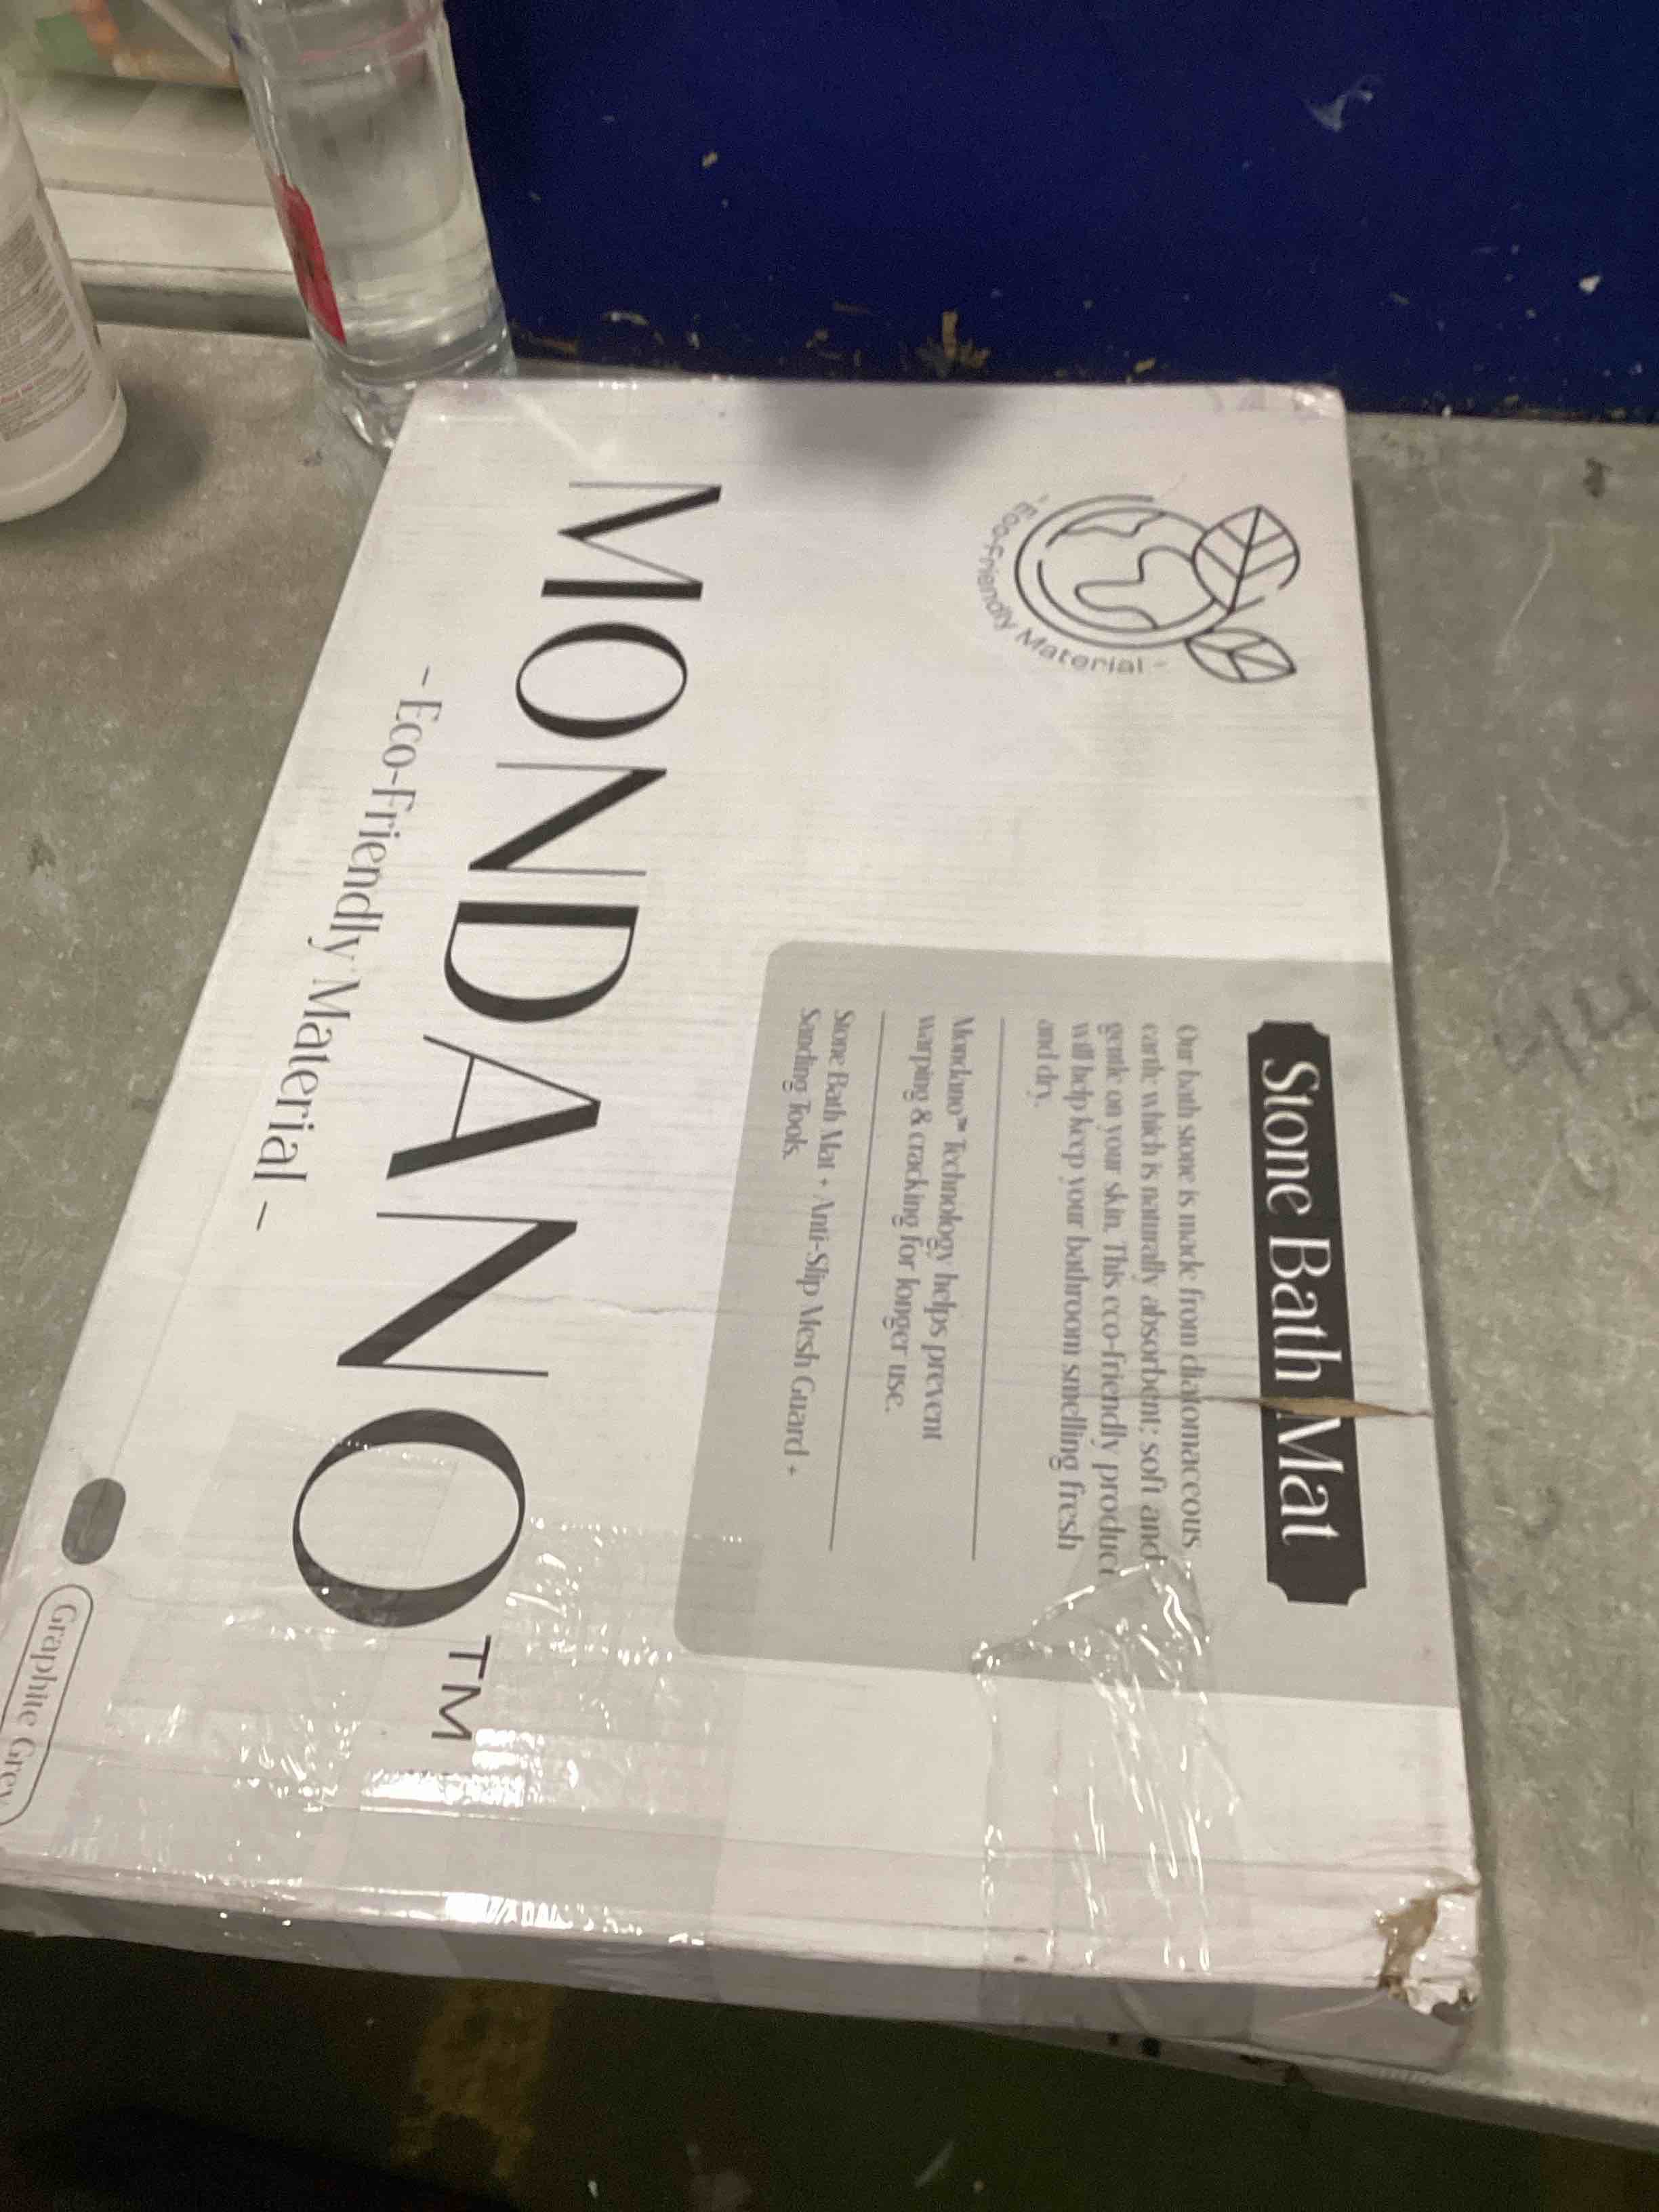 - Eco-Friendly Material -
Stone Bath Mat
Our bath stone is made from diatomaceous
earth; which is naturally absorbent; soft and
gentle on your skin. This eco-friendly product
will help keep your bathroom smelling fresh
and dry.
Mondano™ Technology helps prevent
warping & cracking for longer use.
Stone Bath Mat + Anti-Slip Mesh Guard +
Sanding Tools.
MONDANO™
- Eco-Friendly Material -
Graphite Grey